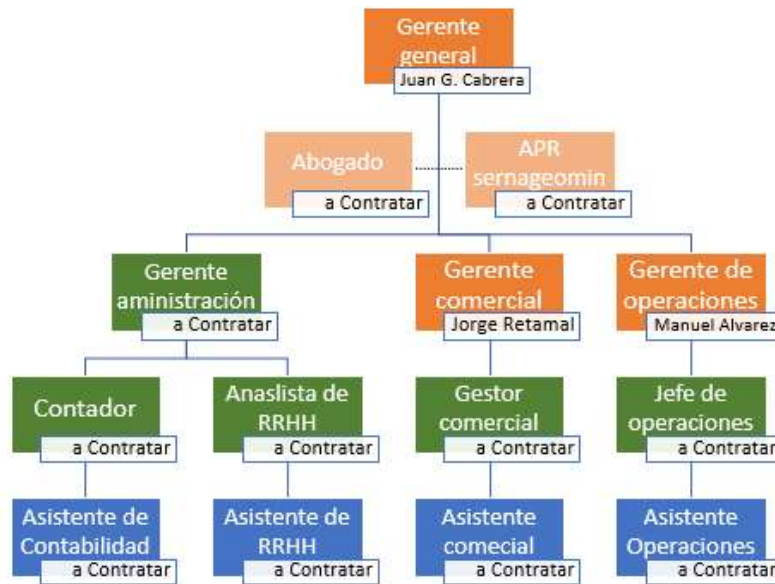 Gerente
general
Juan G. Cabrera
Abogado
a Contratar
APR
sernageomin
a Contratar
Gerente
aministración
a Contratar
Gerente
comercial
Jorge Retamal
Gerente de
operaciones
Manuel Alvarez
Contador
a Contratar
Anaslista de
RRHH
a Contratar
Gestor
comercial
a Contratar
Jefe de
operaciones
a Contratar
Asistente de
Contabilidad
a Contratar
Asistente de
RRHH
a Contratar
Asistente
comecial
a Contratar
Asistente
Operaciones
a Contratar